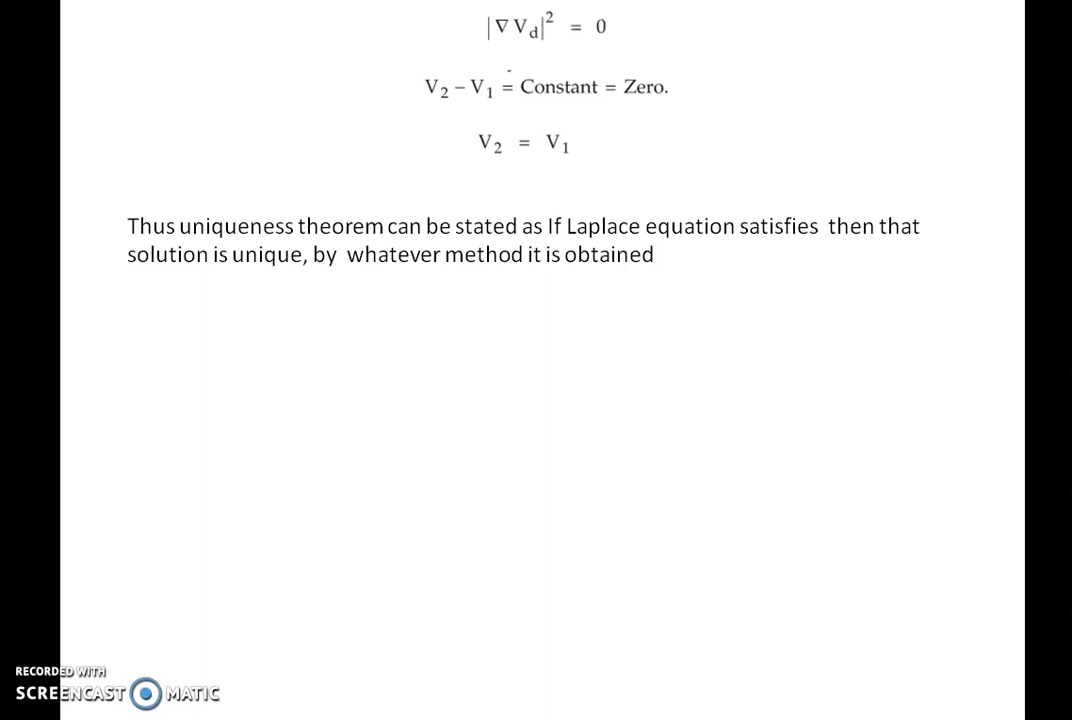 |∇ V_d|² = 0
V₂ – V₁ = Constant = Zero.
V₂ = V₁
Thus uniqueness theorem can be stated as If Laplace equation satisfies then that
solution is unique, by whatever method it is obtained
RECORDED WITH
SCREENCAST MATIC